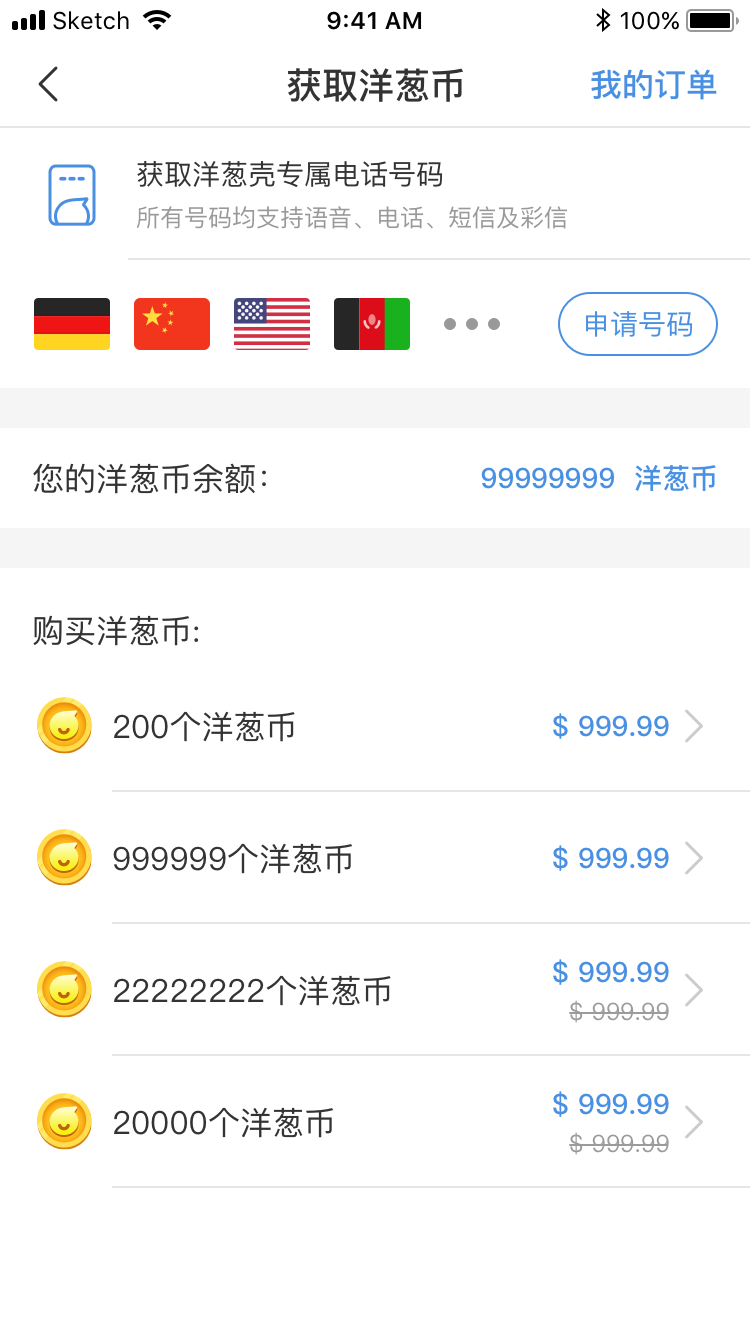 Sketch 9:41 AM 100%
获取洋葱币 我的订单
获取洋葱壳专属电话号码
所有号码均支持语音、电话、短信及彩信
申请号码
您的洋葱币余额： 99999999 洋葱币
购买洋葱币:
200个洋葱币 $ 999.99
999999个洋葱币 $ 999.99
22222222个洋葱币 $ 999.99
$ 999.99
20000个洋葱币 $ 999.99
$ 999.99